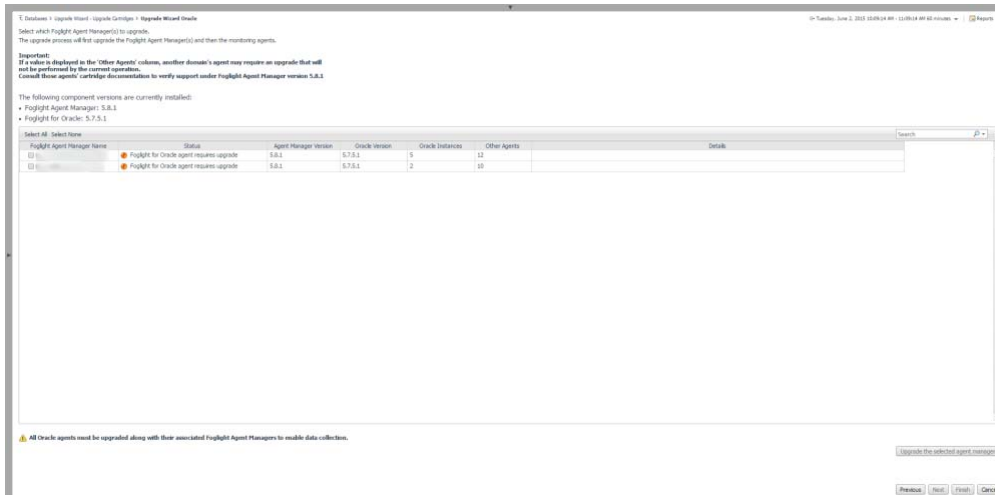 Databases > Upgrade Wizard - Upgrade Cartridges > Upgrade Wizard Oracle
Tuesday, June 2, 2015 10:09:14 AM - 11:09:14 AM 60 minutes
Reports
Select which Foglight Agent Manager(s) to upgrade.
The upgrade process will first upgrade the Foglight Agent Manager(s) and then the monitoring agents.
Important:
If a value is displayed in the 'Other Agents' column, another domain's agent may require an upgrade that will
not be performed by the current operation.
Consult those agents' cartridge documentation to verify support under Foglight Agent Manager version 5.8.1
The following component versions are currently installed:
• Foglight Agent Manager: 5.8.1
• Foglight for Oracle: 5.7.5.1
Select All Select None
Search
Foglight Agent Manager Name Status Agent Manager Version Oracle Version Oracle Instances Other Agents Details
Foglight for Oracle agent requires upgrade 5.8.1 5.7.5.1 5 12
Foglight for Oracle agent requires upgrade 5.8.1 5.7.5.1 2 10
All Oracle agents must be upgraded along with their associated Foglight Agent Managers to enable data collection.
Upgrade the selected agent manager
Previous Next Finish Canc